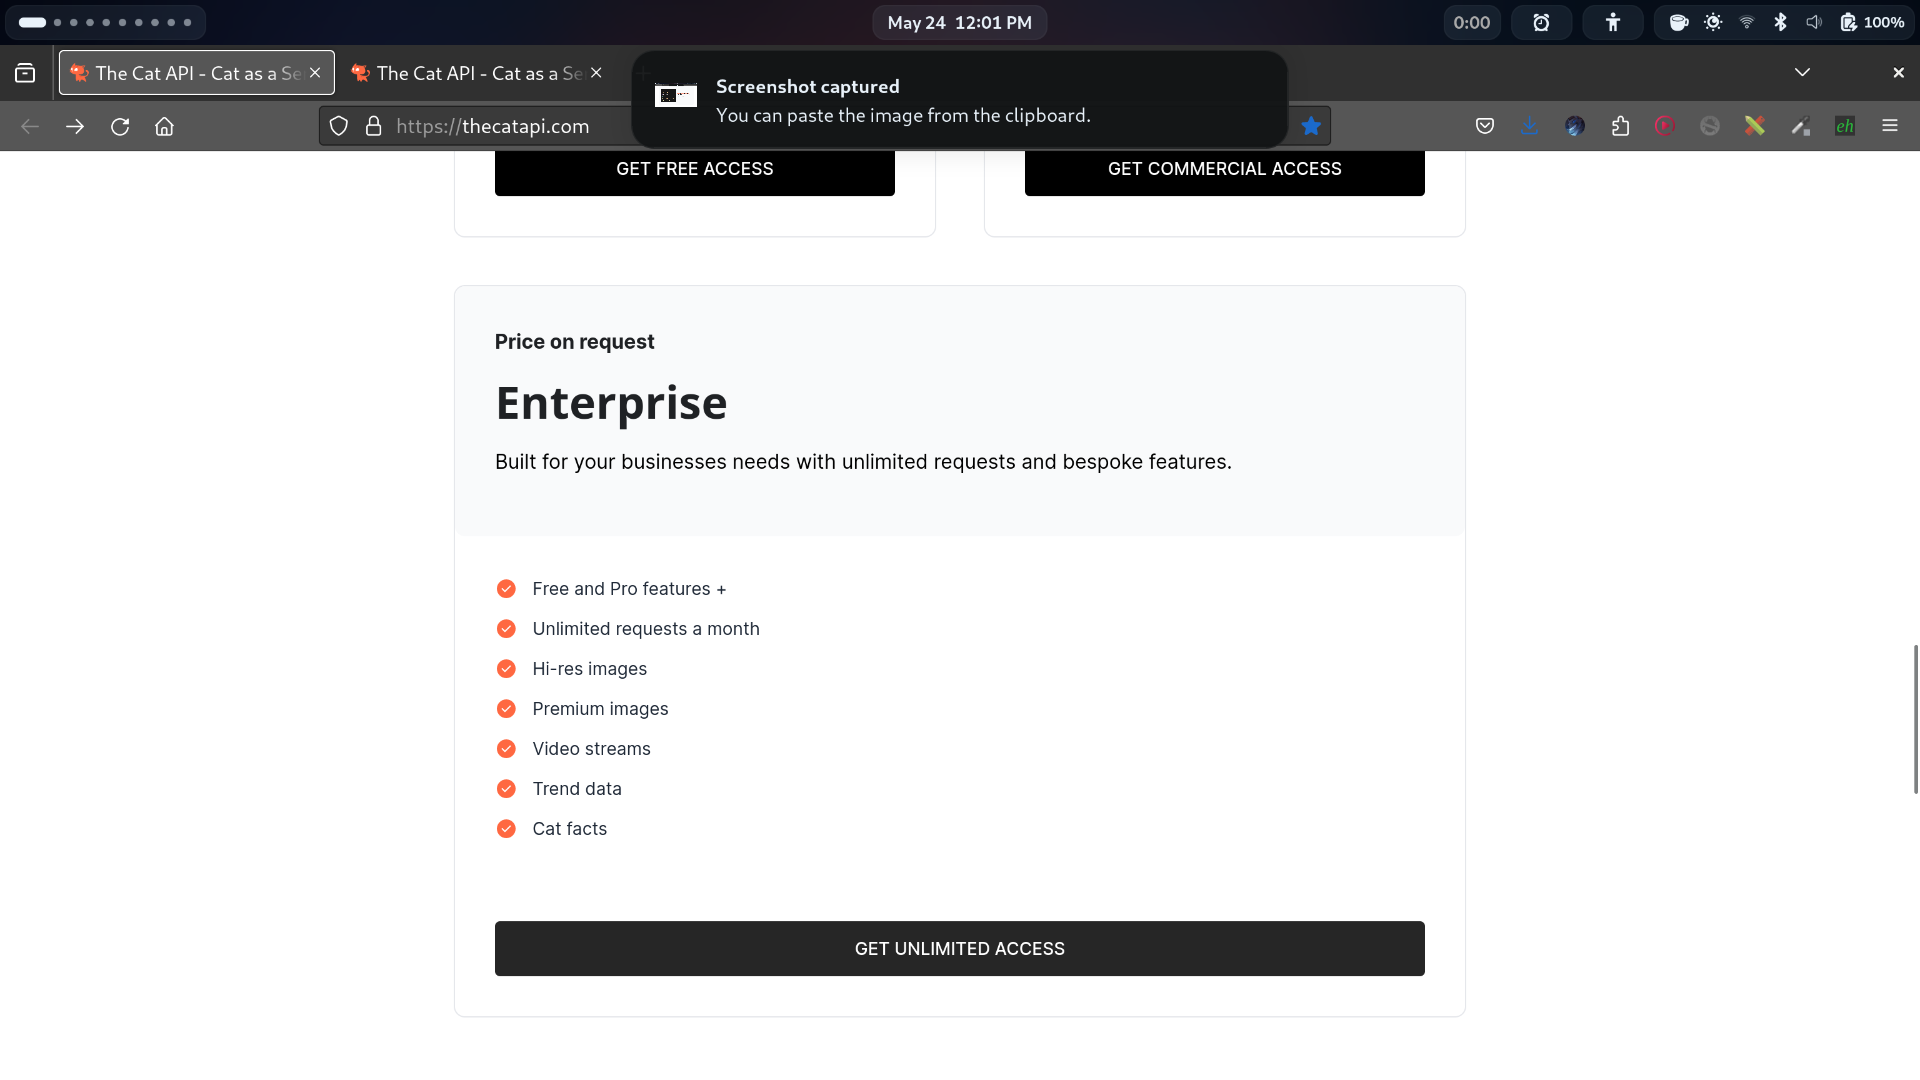 May 24 12:01 PM
0:00
100%
The Cat API - Cat as a Se
The Cat API - Cat as a Se
Screenshot captured
You can paste the image from the clipboard.
https://thecatapi.com
eh
GET FREE ACCESS
GET COMMERCIAL ACCESS
Price on request
Enterprise
Built for your businesses needs with unlimited requests and bespoke features.
Free and Pro features +
Unlimited requests a month
Hi-res images
Premium images
Video streams
Trend data
Cat facts
GET UNLIMITED ACCESS